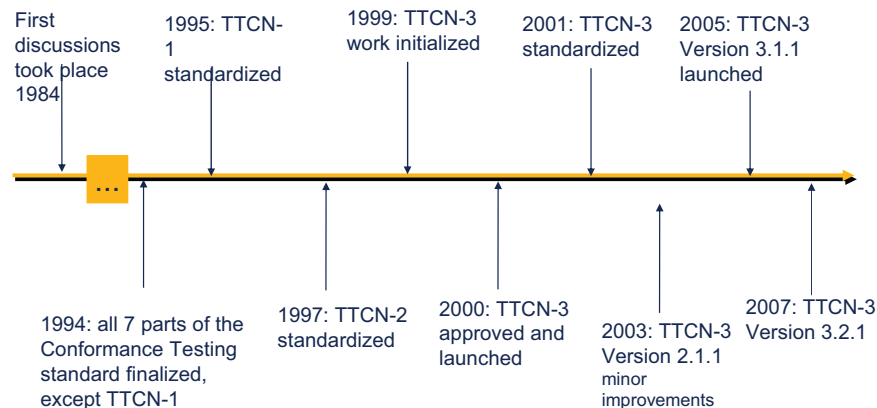 First
discussions
took place
1984
1995: TTCN-
1
standardized
1999: TTCN-3
work initialized
2001: TTCN-3
standardized
2005: TTCN-3
Version 3.1.1
launched
...
1994: all 7 parts of the
Conformance Testing
standard finalized,
except TTCN-1
1997: TTCN-2
standardized
2000: TTCN-3
approved and
launched
2003: TTCN-3
Version 2.1.1
minor
improvements
2007: TTCN-3
Version 3.2.1